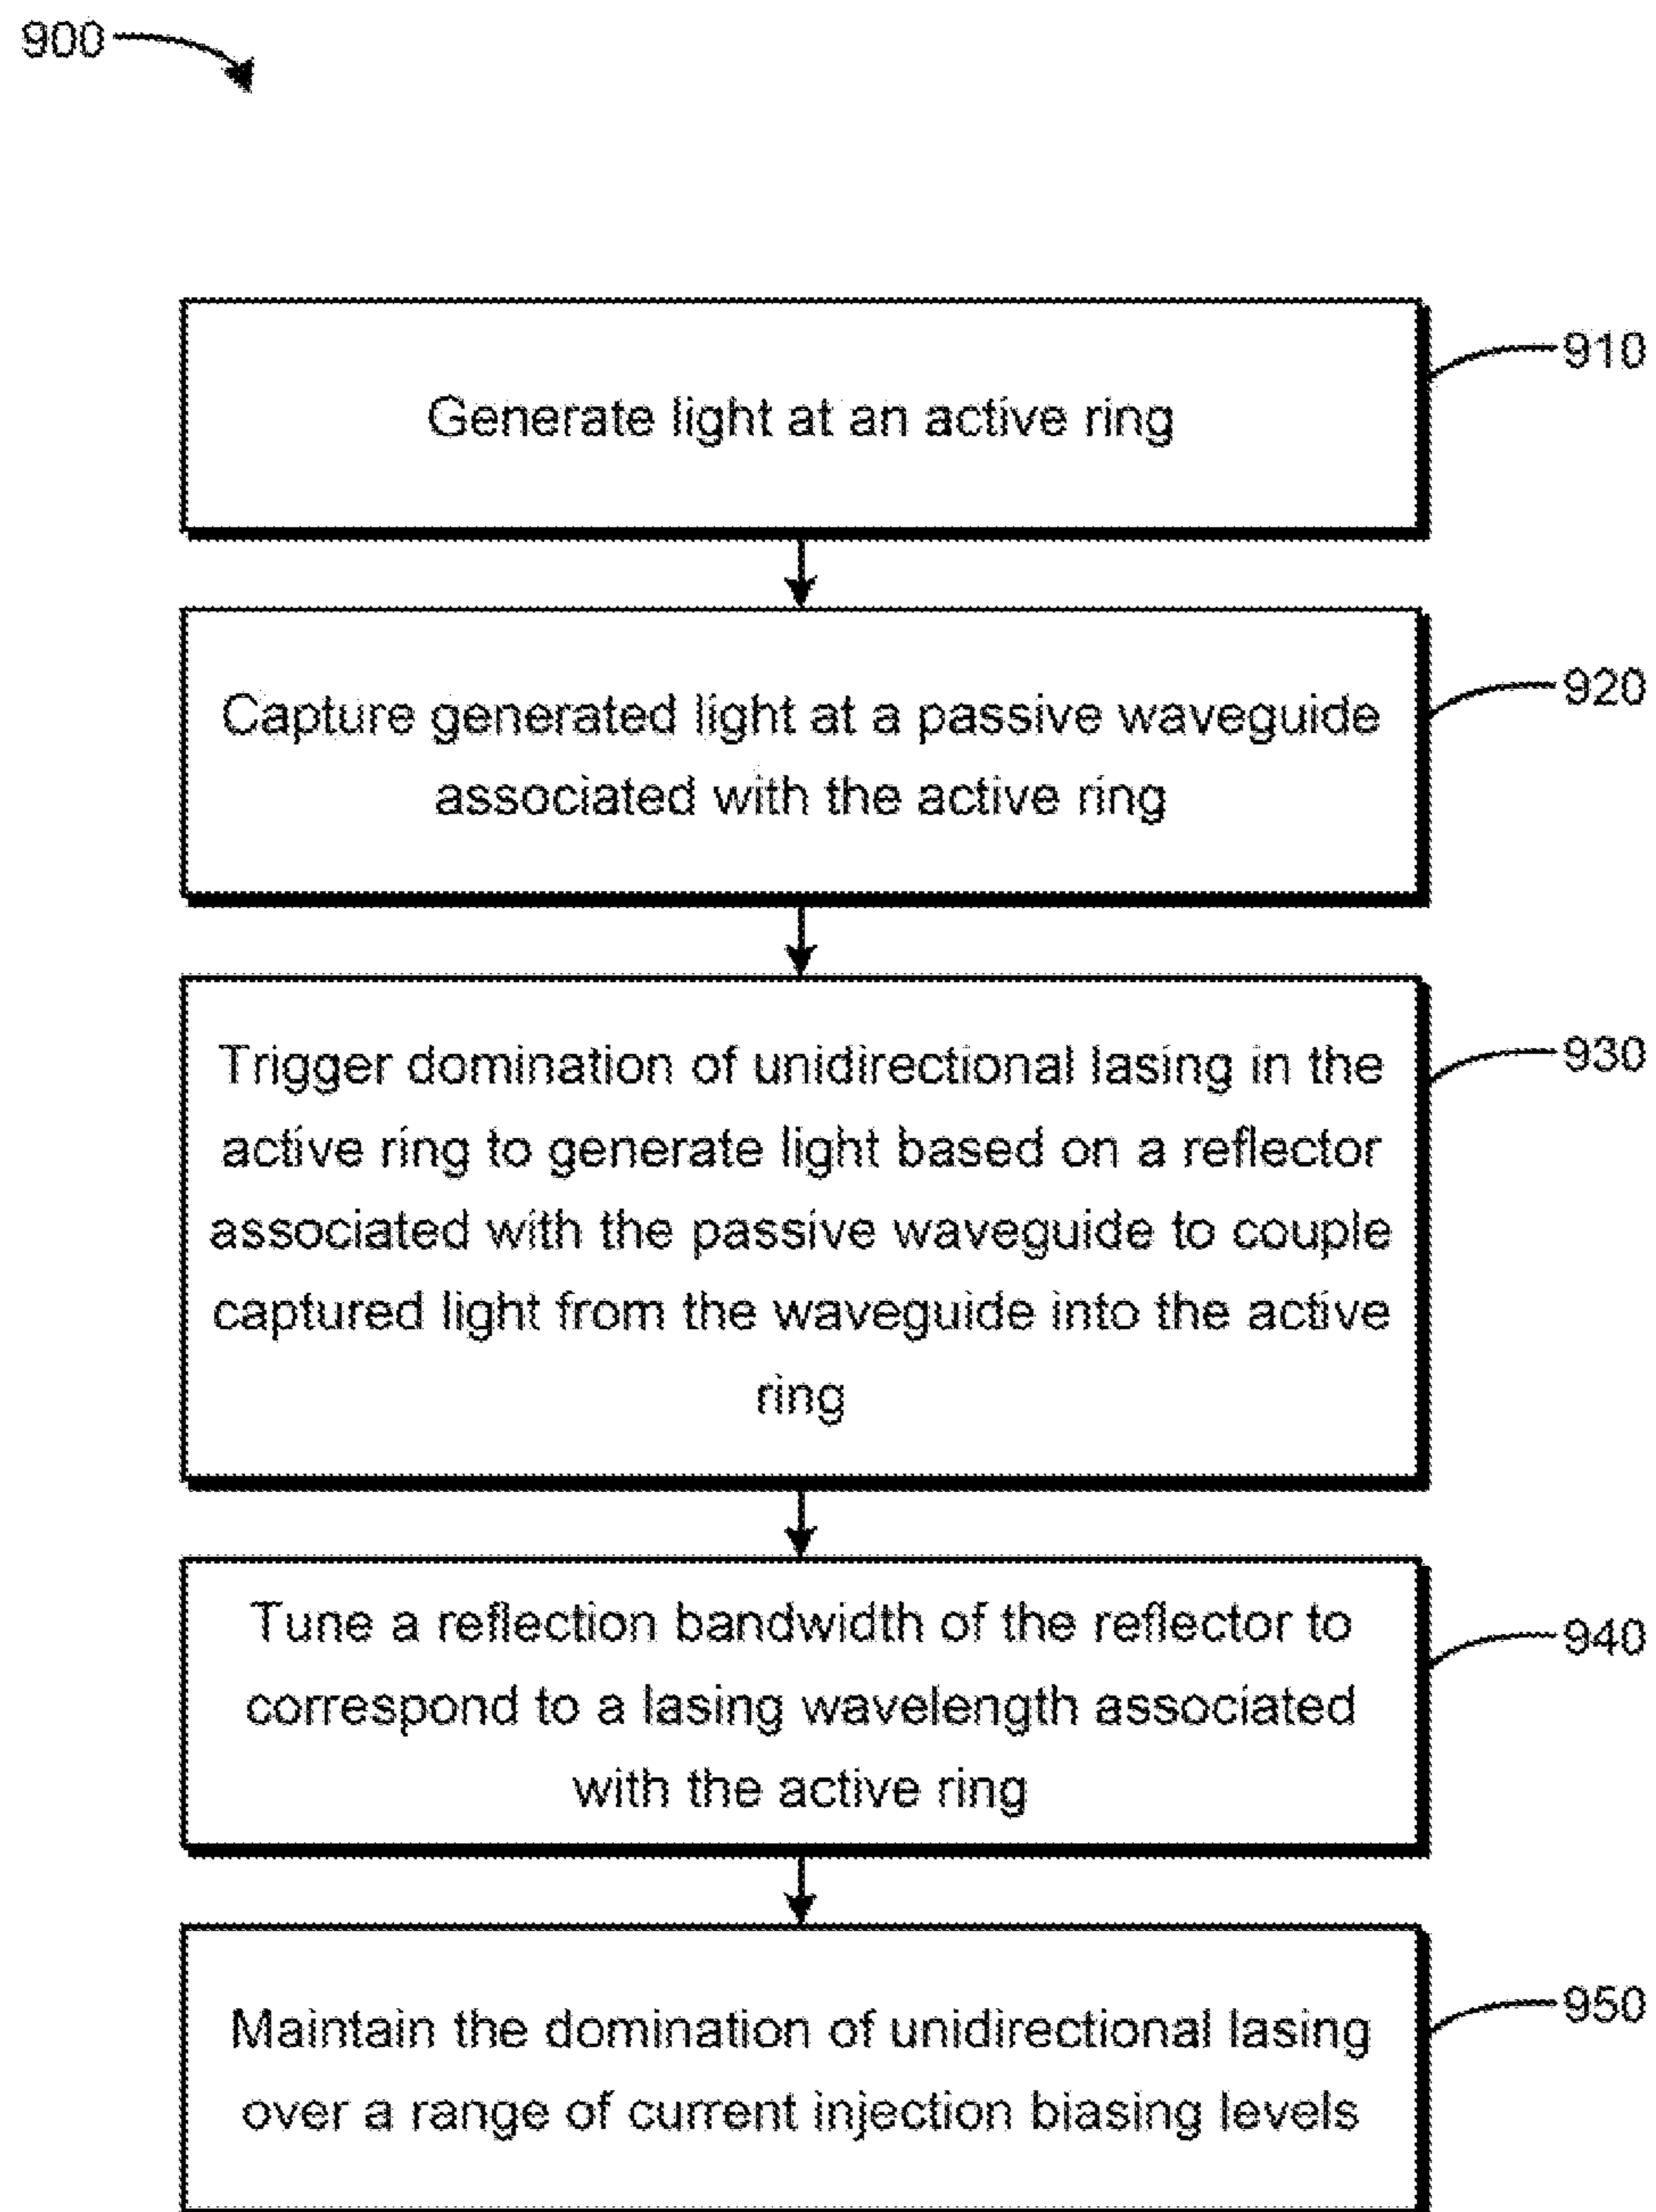 900
Generate light at an active ring
910
Capture generated light at a passive waveguide
associated with the active ring
920
Trigger domination of unidirectional lasing in the
active ring to generate light based on a reflector
associated with the passive waveguide to couple
captured light from the waveguide into the active
ring
930
Tune a reflection bandwidth of the reflector to
correspond to a lasing wavelength associated
with the active ring
940
Maintain the domination of unidirectional lasing
over a range of current injection biasing levels
950